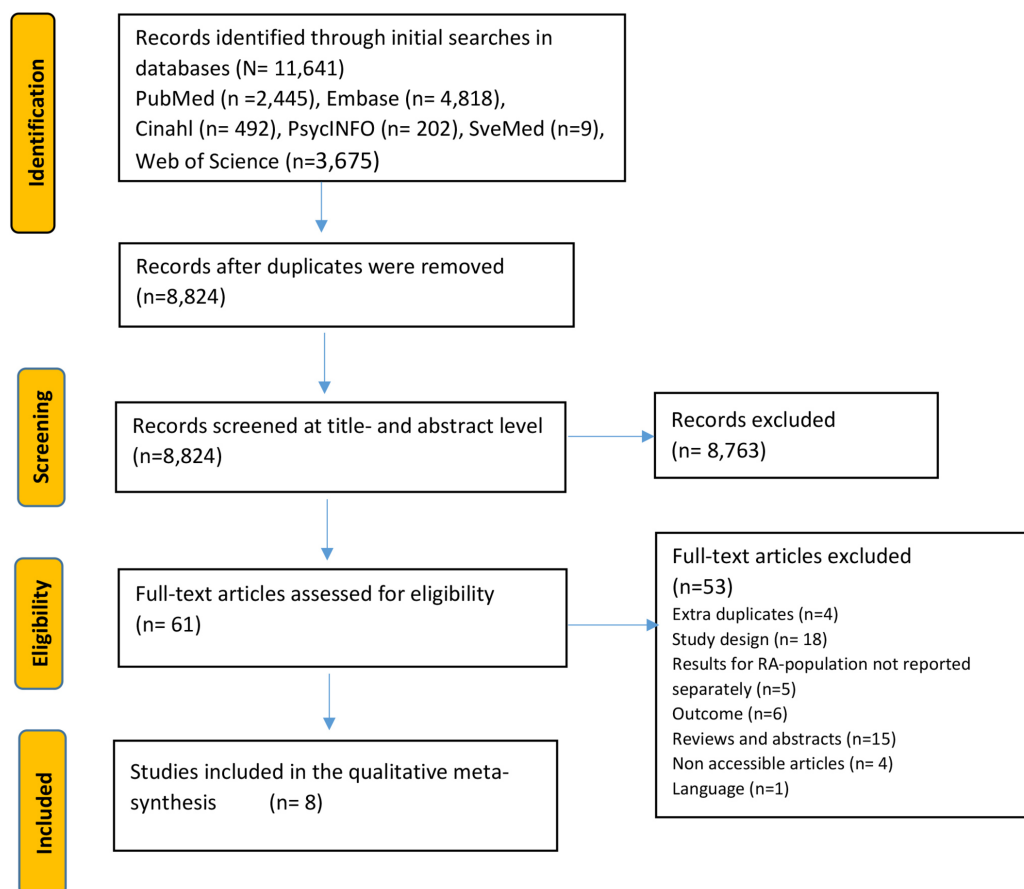 Identification
Records identified through initial searches in
databases (N= 11,641)
PubMed (n =2,445), Embase (n= 4,818),
Cinahl (n= 492), PsycINFO (n= 202), SveMed (n=9),
Web of Science (n=3,675)
Records after duplicates were removed
(n=8,824)
Screening
Records screened at title- and abstract level
(n=8,824)
Records excluded
(n= 8,763)
Eligibility
Full-text articles assessed for eligibility
(n= 61)
Full-text articles excluded
(n=53)
Extra duplicates (n=4)
Study design (n= 18)
Results for RA-population not reported
separately (n=5)
Outcome (n=6)
Reviews and abstracts (n=15)
Non accessible articles (n= 4)
Language (n=1)
Included
Studies included in the qualitative meta-
synthesis (n= 8)